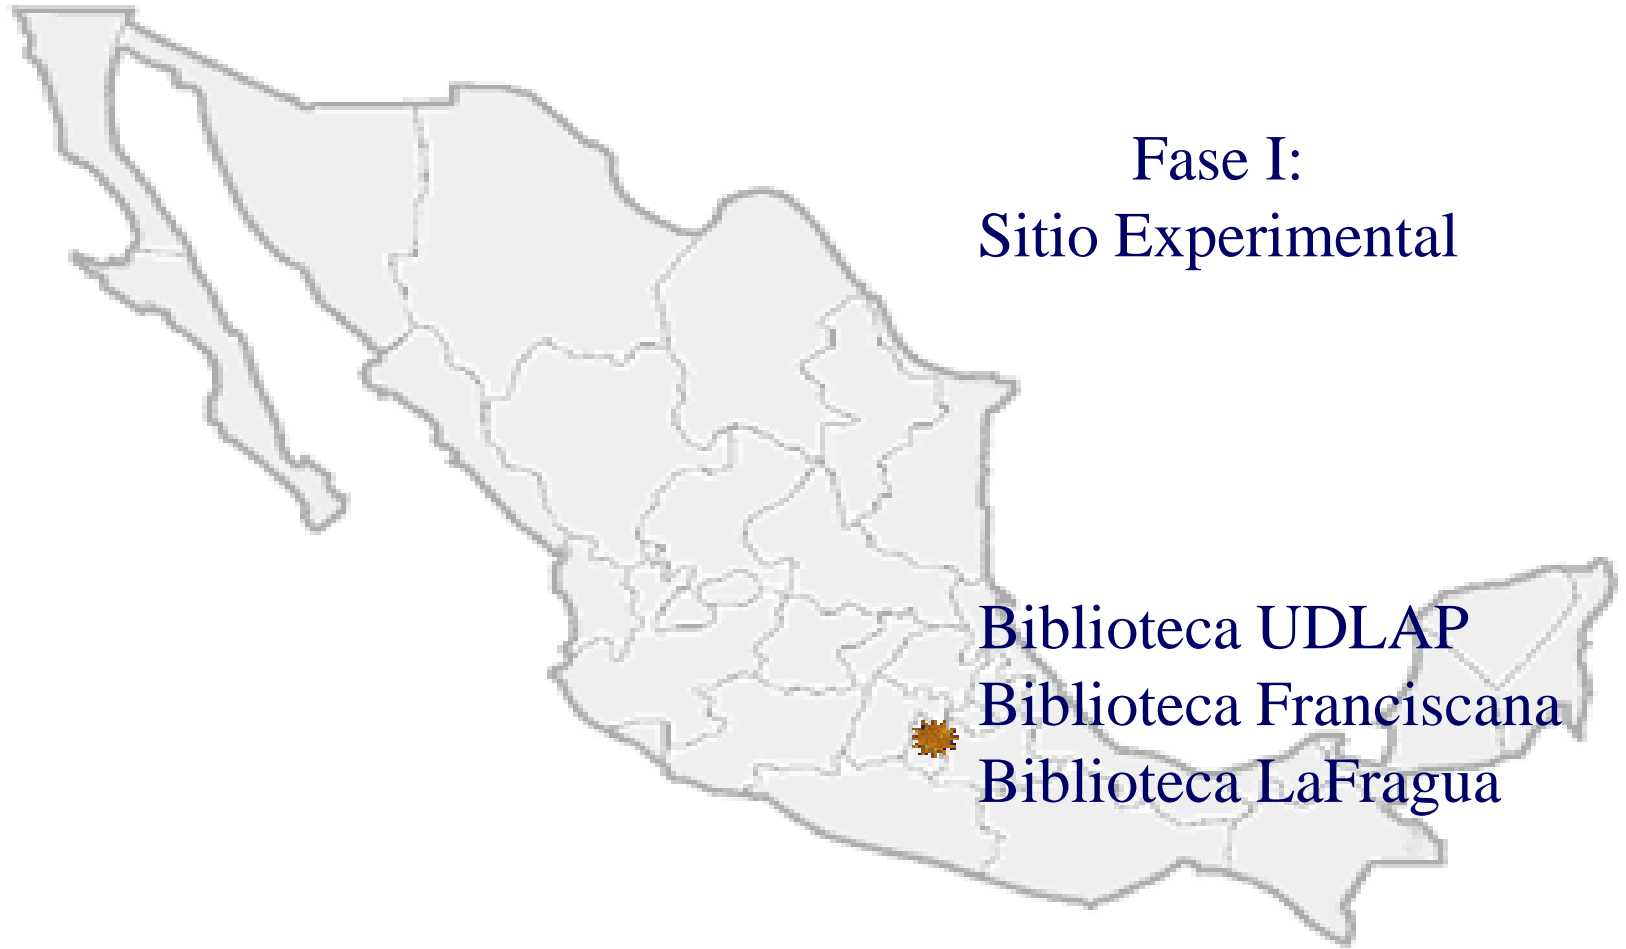 Fase I:
Sitio Experimental
Biblioteca UDLAP
Biblioteca Franciscana
Biblioteca LaFragua